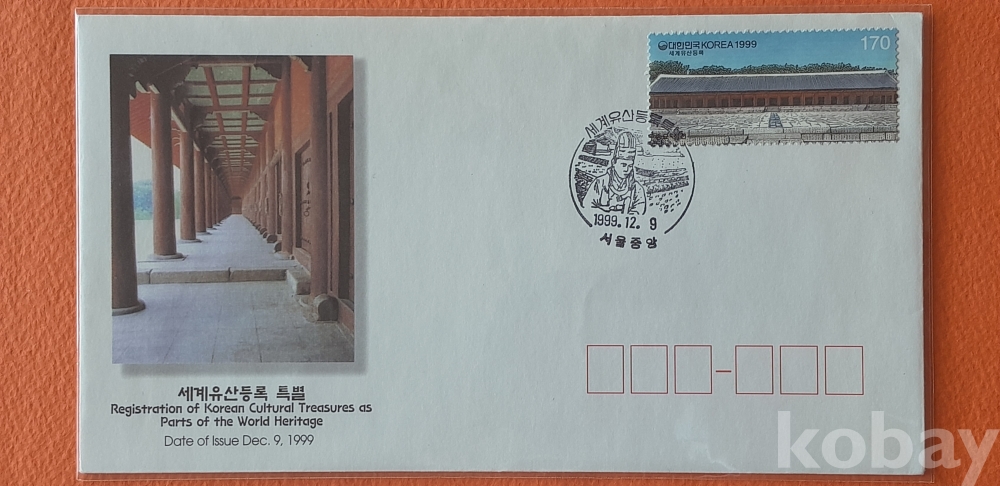 대한민국 KOREA 1999
세계유산등록
170
세계유산등록특별
1999. 12. 9
서울중앙
세계유산등록 특별
Registration of Korean Cultural Treasures as
Parts of the World Heritage
Date of Issue Dec. 9, 1999
kobay